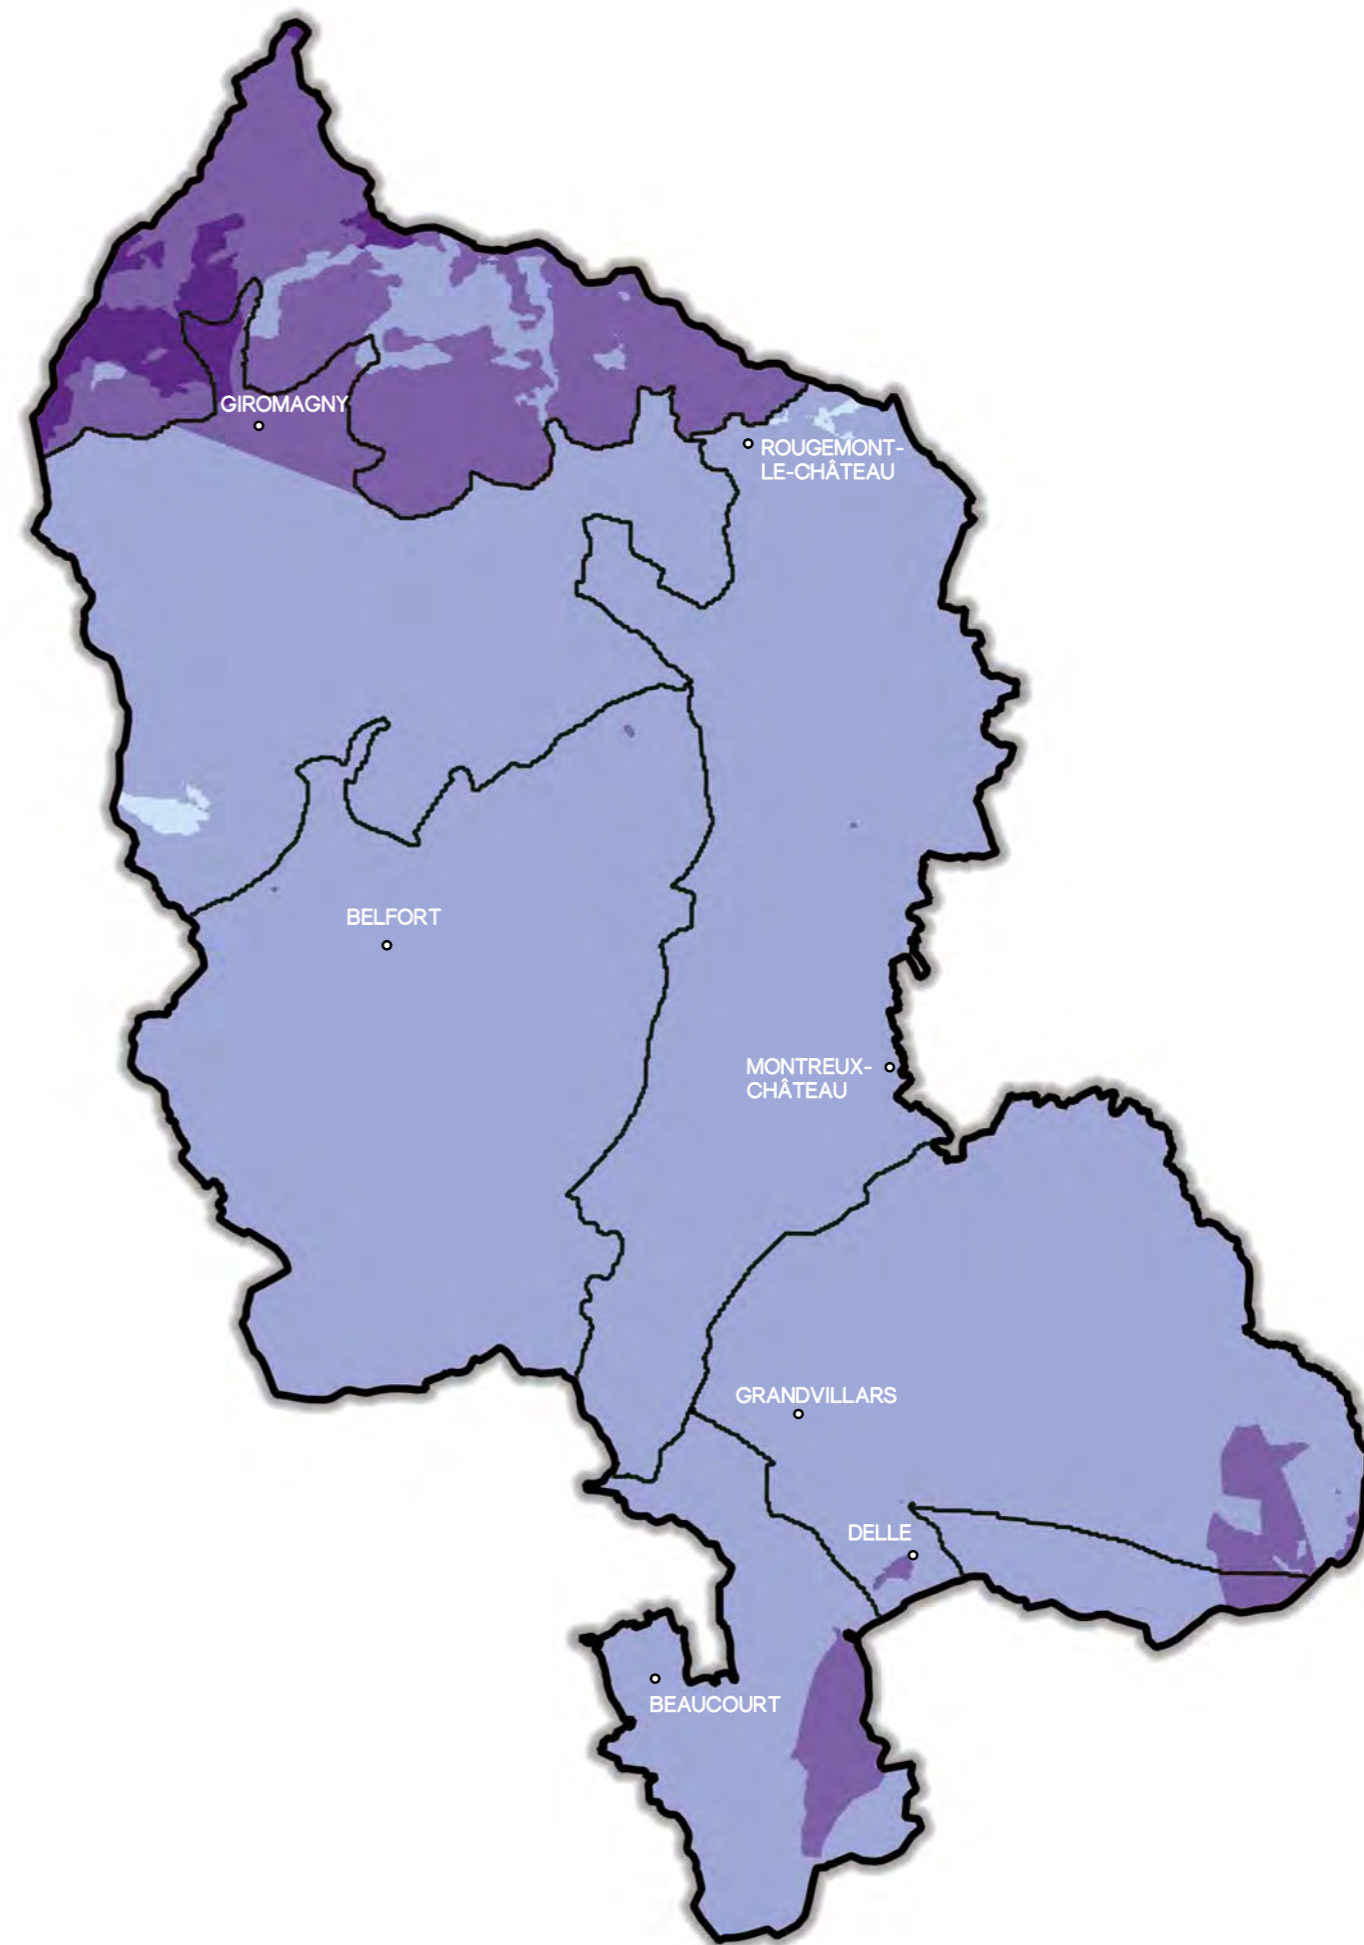 GIROMAGNY
ROUGEMONT-
LE-CHÂTEAU
BELFORT
MONTREUX-
CHÂTEAU
GRANDVILLARS
DELLE
BEAUCOURT